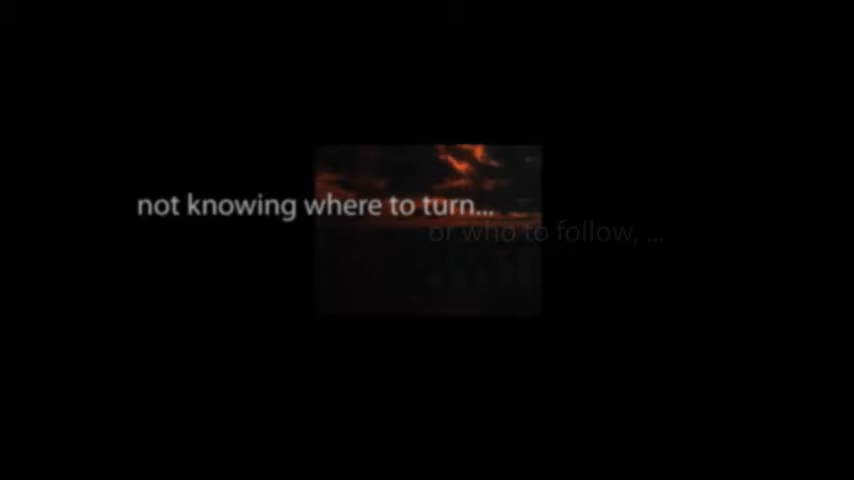 not knowing where to turn...
or who to follow, ...